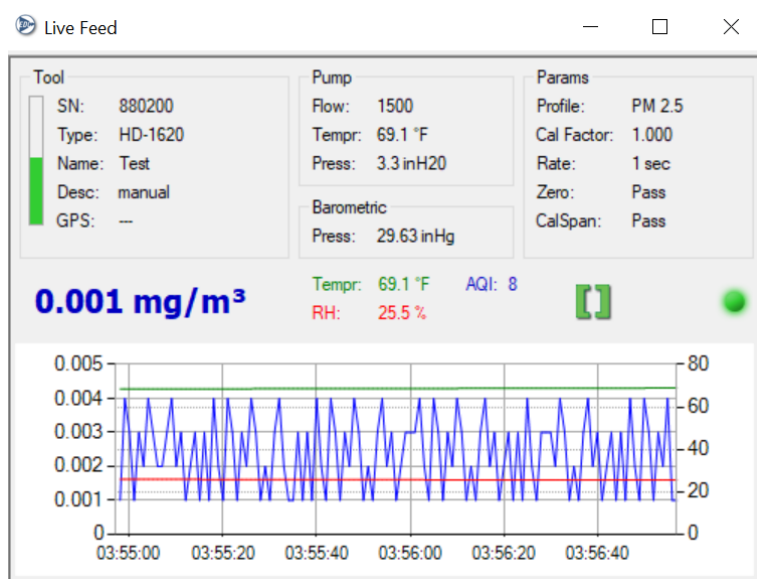 Live Feed
Tool
SN: 880200
Type: HD-1620
Name: Test
Desc: manual
GPS: ---
Pump
Flow: 1500
Tempr: 69.1 °F
Press: 3.3 inH20
Barometric
Press: 29.63 inHg
Params
Profile: PM 2.5
Cal Factor: 1.000
Rate: 1 sec
Zero: Pass
CalSpan: Pass
0.001 mg/m³
Tempr: 69.1 °F AQI: 8
RH: 25.5 %
[ ]
0.005 80
0.004 60
0.003 40
0.002 20
0.001
0 0
03:55:00 03:55:20 03:55:40 03:56:00 03:56:20 03:56:40